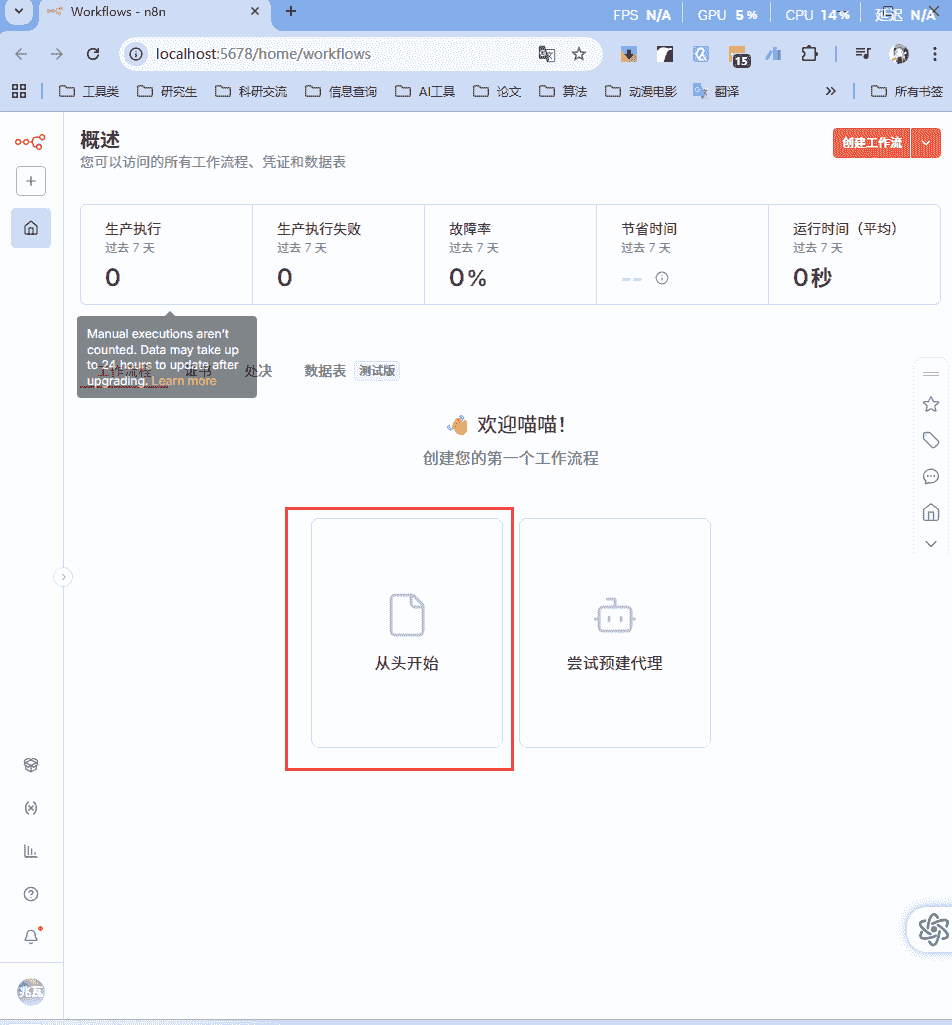 Workflows - n8n
FPS N/A GPU 5% CPU 14% 延迟 N/A
localhost:5678/home/workflows
15
工具类 研究生 科研交流 信息查询 AI工具 论文 算法 动漫电影 翻译 » 所有书签
概述
您可以访问的所有工作流程、凭证和数据表
创建工作流
生产执行
过去 7 天
0
生产执行失败
过去 7 天
0
故障率
过去 7 天
0%
节省时间
过去 7 天
--
运行时间（平均）
过去 7 天
0秒
Manual executions aren't
counted. Data may take up
to 24 hours to update after
upgrading. Learn more
工作流程 证书 处决 数据表 测试版
欢迎喵喵！
创建您的第一个工作流程
从头开始
尝试预建代理
兆瓦